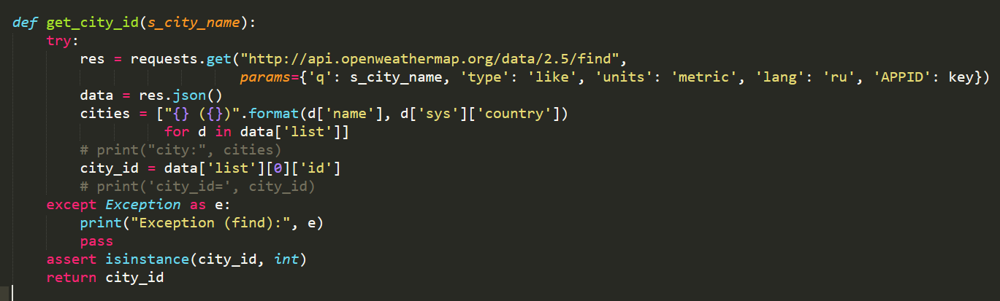 def get_city_id(s_city_name):
    try:
        res = requests.get("http://api.openweathermap.org/data/2.5/find",
                           params={'q': s_city_name, 'type': 'like', 'units': 'metric', 'lang': 'ru', 'APPID': key})
        data = res.json()
        cities = ["{} ({})".format(d['name'], d['sys']['country'])
                  for d in data['list']]
        # print("city:", cities)
        city_id = data['list'][0]['id']
        # print('city_id=', city_id)
    except Exception as e:
        print("Exception (find):", e)
        pass
    assert isinstance(city_id, int)
    return city_id